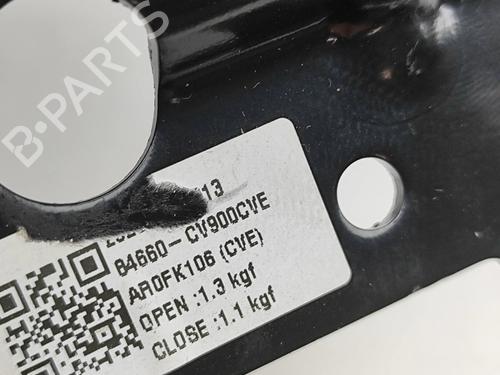 B-PARTS
13
84660-CV900CVE
AR0FK106 (CVE)
OPEN :1.3 kgf
CLOSE :1.1 kgf